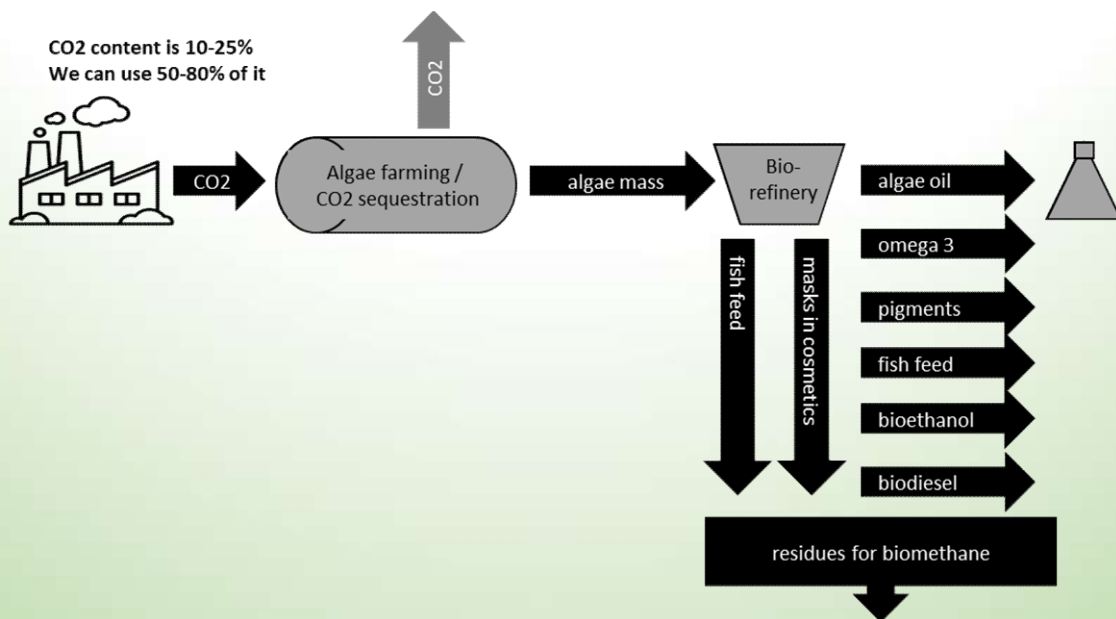 CO2 content is 10-25%
We can use 50-80% of it
CO2
CO2
Algae farming /
CO2 sequestration
algae mass
Bio-
refinery
algae oil
omega 3
pigments
fish feed
bioethanol
biodiesel
fish feed
masks in cosmetics
residues for biomethane